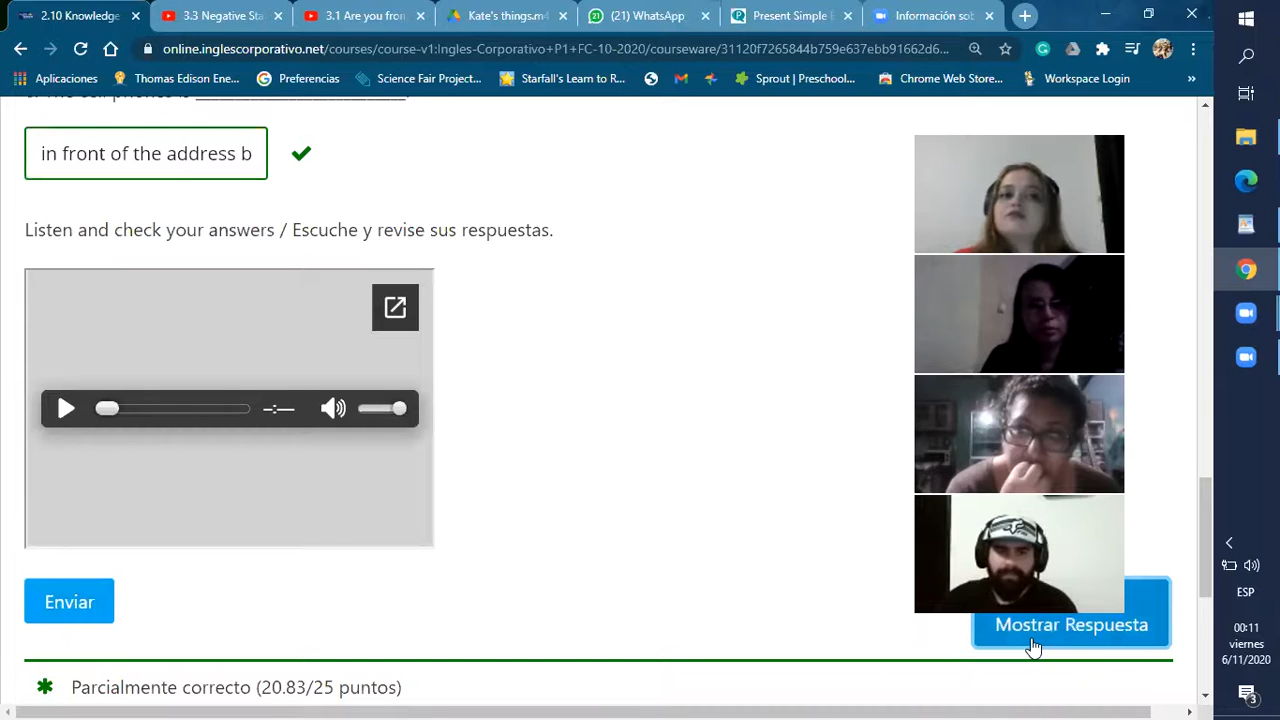 2.10 Knowledge
3.3 Negative Sta
3.1 Are you fron
Kate's things.m4
(21) WhatsApp
Present Simple E
Información sob
online.inglescorporativo.net/courses/course-v1:Ingles-Corporativo+P1+FC-10-2020/courseware/31120f7265844b759e637ebb91662d6...
Aplicaciones
Thomas Edison Ene...
Preferencias
Science Fair Project...
Starfall's Learn to R...
Sprout | Preschool...
Chrome Web Store...
Workspace Login
»
in front of the address b
Listen and check your answers / Escuche y revise sus respuestas.
-:--
Enviar
Mostrar Respuesta
Parcialmente correcto (20.83/25 puntos)
ESP
00:11
viernes
6/11/2020
3